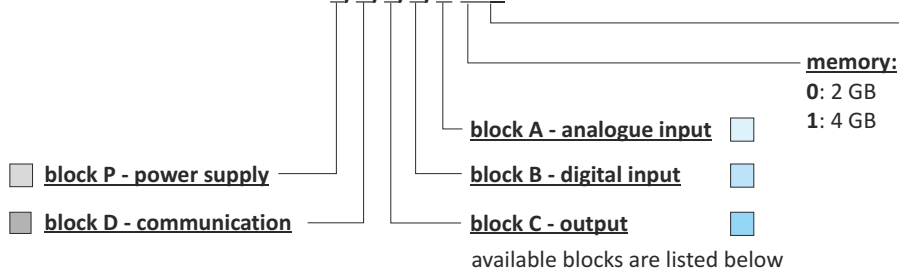 memory:
0: 2 GB
1: 4 GB
block A - analogue input
block P - power supply
block B - digital input
block D - communication
block C - output
available blocks are listed below